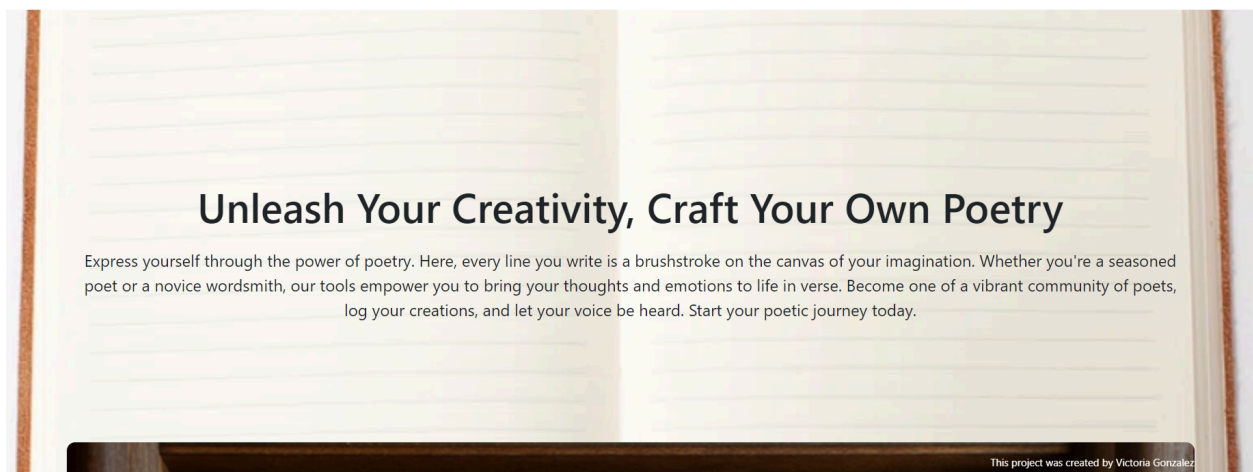 Unleash Your Creativity, Craft Your Own Poetry
Express yourself through the power of poetry. Here, every line you write is a brushstroke on the canvas of your imagination. Whether you're a seasoned
poet or a novice wordsmith, our tools empower you to bring your thoughts and emotions to life in verse. Become one of a vibrant community of poets,
log your creations, and let your voice be heard. Start your poetic journey today.
This project was created by Victoria Gonzalez